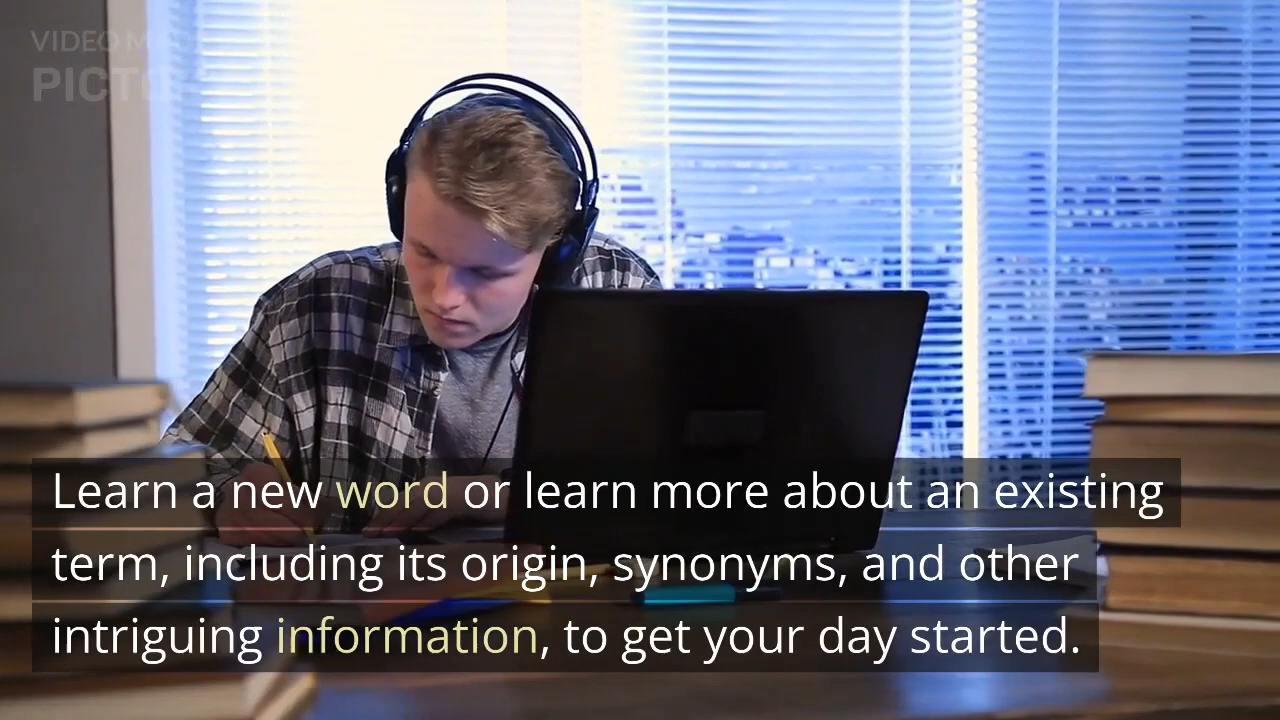 VIDEO
PICTO
Learn a new word or learn more about an existing
term, including its origin, synonyms, and other
intriguing information, to get your day started.